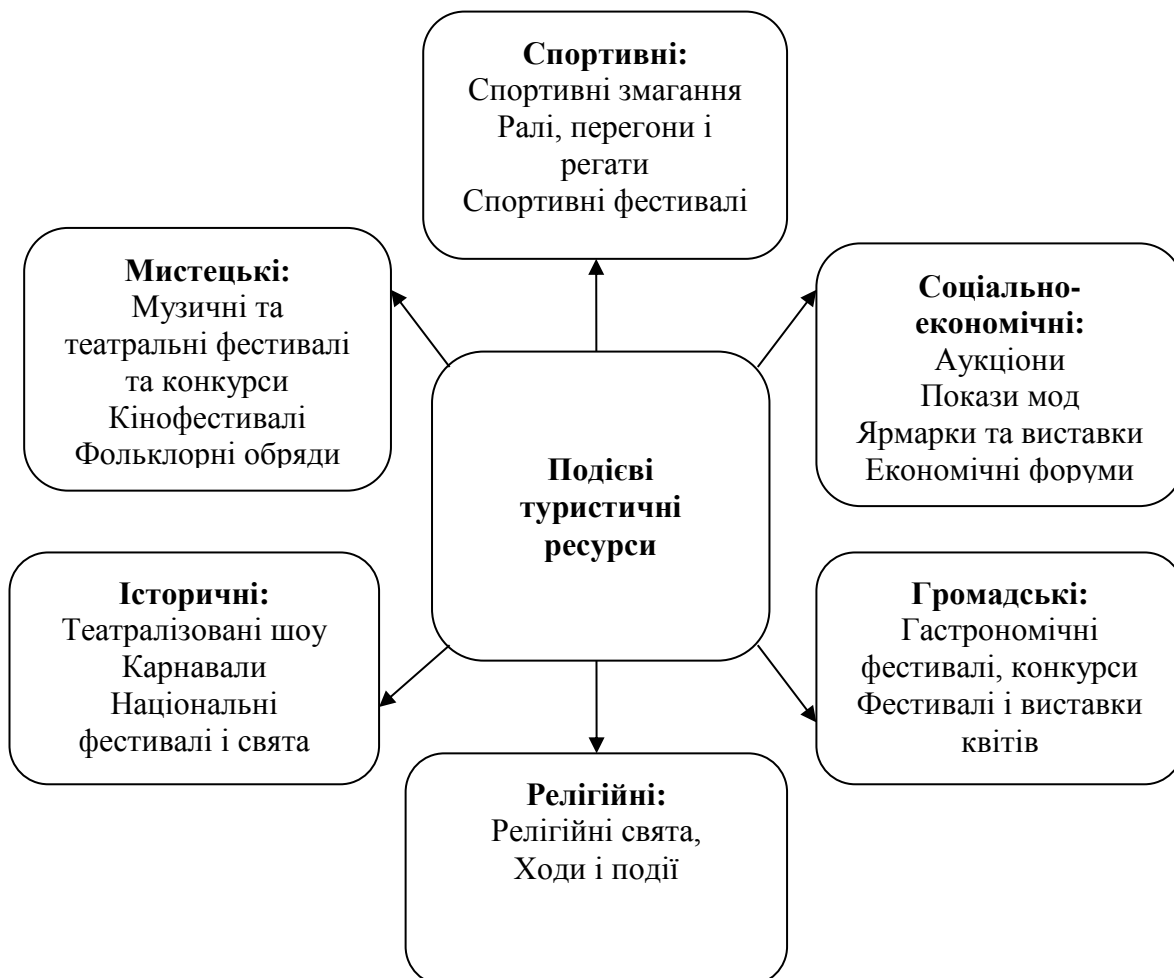 Спортивні:
Спортивні змагання
Ралі, перегони і
регати
Спортивні фестивалі
Мистецькі:
Музичні та
театральні фестивалі
та конкурси
Кінофестивалі
Фольклорні обряди
Соціально-
економічні:
Аукціони
Покази мод
Ярмарки та виставки
Економічні форуми
Подієві
туристичні
ресурси
Історичні:
Театралізовані шоу
Карнавали
Національні
фестивалі і свята
Громадські:
Гастрономічні
фестивалі, конкурси
Фестивалі і виставки
квітів
Релігійні:
Релігійні свята,
Ходи і події